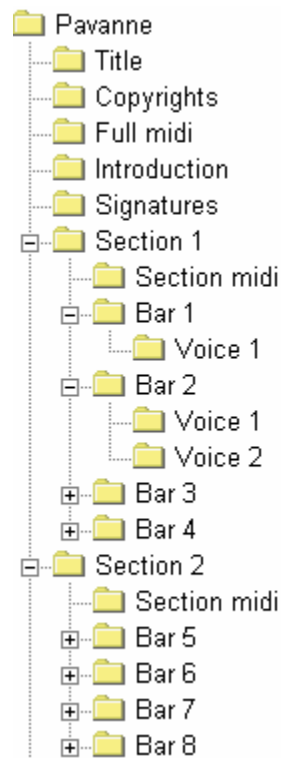 Pavanne
Title
Copyrights
Full midi
Introduction
Signatures
Section 1
Section midi
Bar 1
Voice 1
Bar 2
Voice 1
Voice 2
Bar 3
Bar 4
Section 2
Section midi
Bar 5
Bar 6
Bar 7
Bar 8